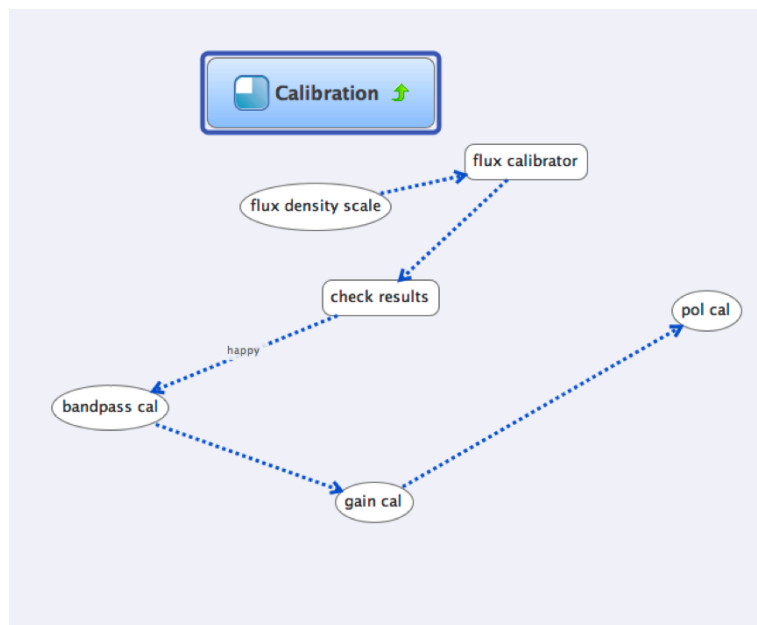 Calibration
flux calibrator
flux density scale
check results
pol cal
happy
bandpass cal
gain cal